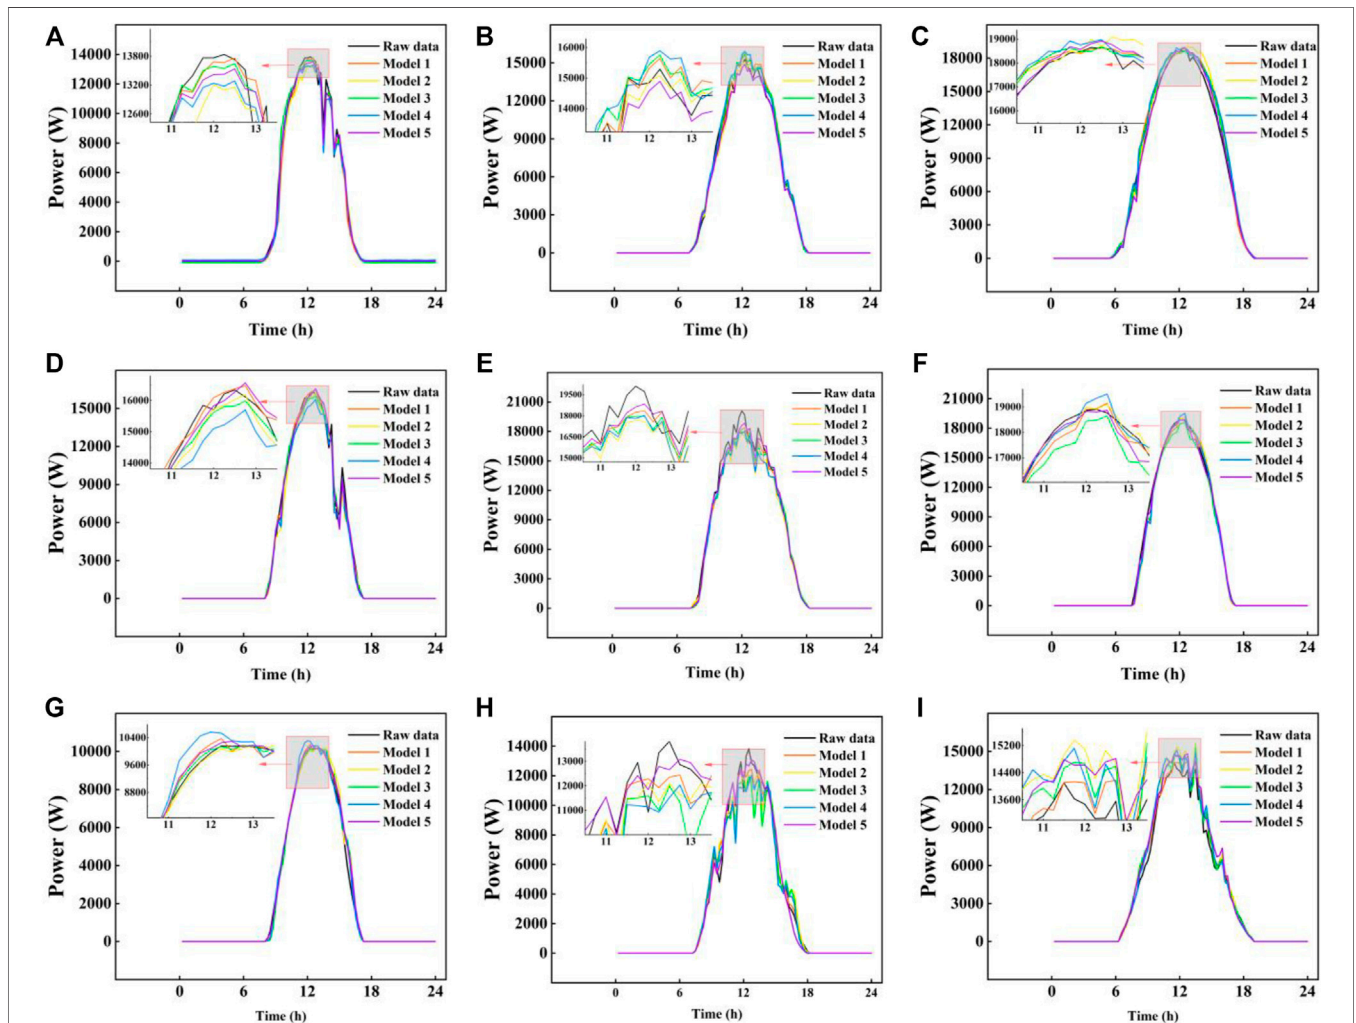 A
Power (W)
14000
12000
10000
8000
6000
4000
2000
0
13800
13200
12600
11 12 13
Raw data
Model 1
Model 2
Model 3
Model 4
Model 5
0 6 12 18 24
Time (h)
B
Power (W)
15000
12000
9000
6000
3000
0
16000
15000
14000
11 12 13
Raw data
Model 1
Model 2
Model 3
Model 4
Model 5
0 6 12 18 24
Time (h)
C
Power (W)
18000
15000
12000
9000
6000
3000
0
19000
18000
17000
16000
11 12 13
Raw data
Model 1
Model 2
Model 3
Model 4
Model 5
0 6 12 18 24
Time (h)
D
Power (W)
15000
12000
9000
6000
3000
0
16000
15000
14000
11 12 13
Raw data
Model 1
Model 2
Model 3
Model 4
Model 5
0 6 12 18 24
Time (h)
E
Power (W)
21000
18000
15000
12000
9000
6000
3000
0
19500
18000
16500
15000
11 12 13
Raw data
Model 1
Model 2
Model 3
Model 4
Model 5
0 6 12 18 24
Time (h)
F
Power (W)
21000
18000
15000
12000
9000
6000
3000
0
19000
18000
17000
11 12 13
Raw data
Model 1
Model 2
Model 3
Model 4
Model 5
0 6 12 18 24
Time (h)
G
Power (W)
10000
8000
6000
4000
2000
0
10400
9600
8800
11 12 13
Raw data
Model 1
Model 2
Model 3
Model 4
Model 5
0 6 12 18 24
Time (h)
H
Power (W)
14000
12000
10000
8000
6000
4000
2000
0
13000
12000
11000
11 12 13
Raw data
Model 1
Model 2
Model 3
Model 4
Model 5
0 6 12 18 24
Time (h)
I
Power (W)
15000
12000
9000
6000
3000
0
15200
14400
13600
11 12 13
Raw data
Model 1
Model 2
Model 3
Model 4
Model 5
0 6 12 18 24
Time (h)